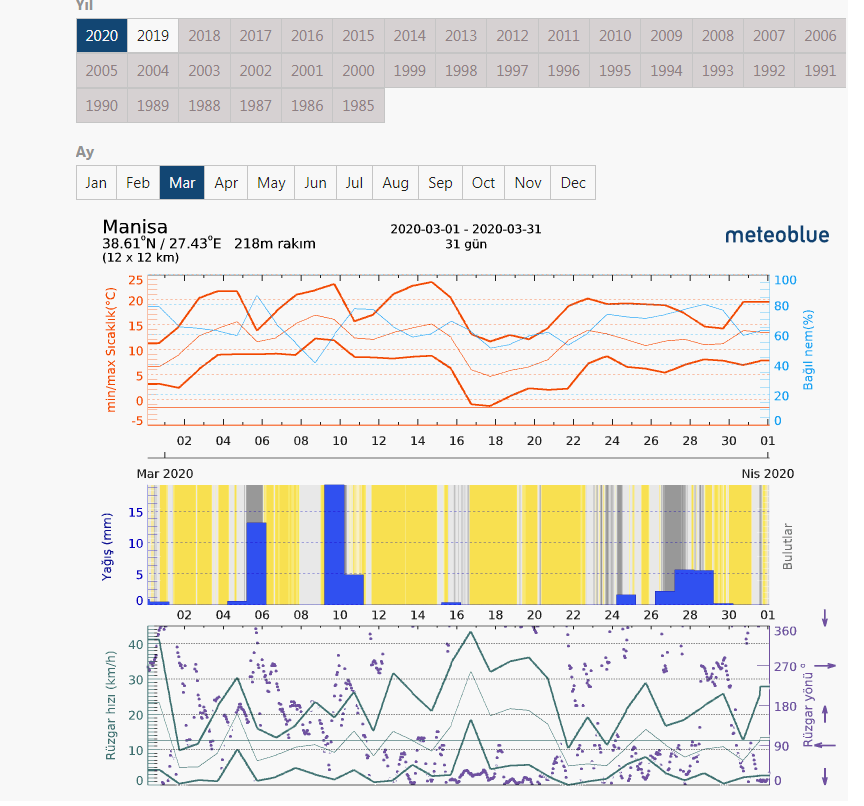 Yıl
2020 2019 2018 2017 2016 2015 2014 2013 2012 2011 2010 2009 2008 2007 2006
2005 2004 2003 2002 2001 2000 1999 1998 1997 1996 1995 1994 1993 1992 1991
1990 1989 1988 1987 1986 1985
Ay
Jan Feb Mar Apr May Jun Jul Aug Sep Oct Nov Dec
Manisa
38.61°N / 27.43°E 218m rakım
(12 x 12 km)
2020-03-01 - 2020-03-31
31 gün
meteoblue
min/max Sıcaklık(°C)
25
20
15
10
5
0
-5
100
80
60
40
20
0
Bağıl nem(%)
02 04 06 08 10 12 14 16 18 20 22 24 26 28 30 01
Mar 2020
Nis 2020
Yağış (mm)
15
10
5
0
Bulutlar
02 04 06 08 10 12 14 16 18 20 22 24 26 28 30 01
Rüzgar hızı (km/h)
40
30
20
10
0
360
270
180
90
0
Rüzgar yönü °